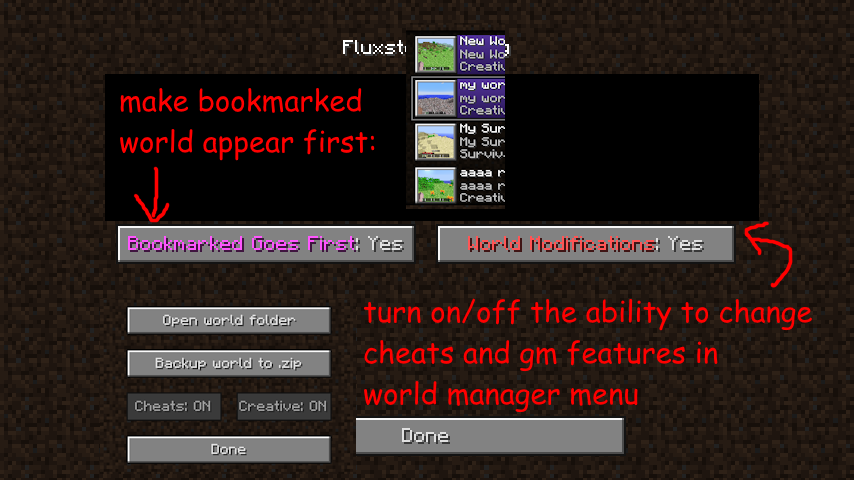 Fluxst
g
New Wo
New Wo
Creativ
my wor
my wor
Creativ
My Sur
My Sur
Surviv
aaaa r
aaaa r
Creativ
make bookmarked
world appear first:
Bookmarked Goes First: Yes
World Modifications: Yes
turn on/off the ability to change
cheats and gm features in
world manager menu
Open world folder
Backup world to .zip
Cheats: ON
Creative: ON
Done
Done